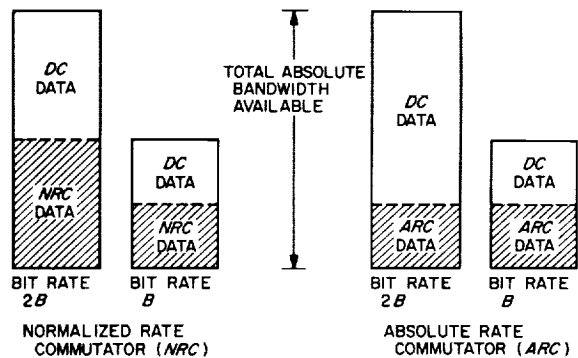 DC
DATA
NRC
DATA
BIT RATE
2B
DC
DATA
NRC
DATA
BIT RATE
B
NORMALIZED RATE
COMMUTATOR (NRC)
TOTAL ABSOLUTE
BANDWIDTH
AVAILABLE
DC
DATA
ARC
DATA
BIT RATE
2B
DC
DATA
ARC
DATA
BIT RATE
B
ABSOLUTE RATE
COMMUTATOR (ARC)